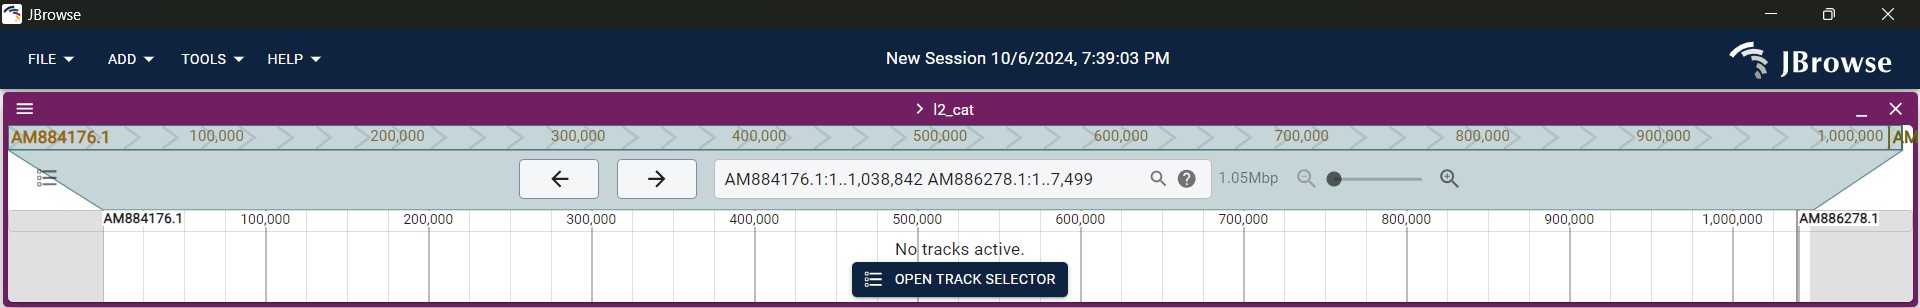 JBrowse
FILE ADD TOOLS HELP New Session 10/6/2024, 7:39:03 PM JBrowse
l2_cat
AM884176.1 100,000 200,000 300,000 400,000 500,000 600,000 700,000 800,000 900,000 1,000,000 AM
AM884176.1:1..1,038,842 AM886278.1:1..7,499 1.05Mbp
AM884176.1 100,000 200,000 300,000 400,000 500,000 600,000 700,000 800,000 900,000 1,000,000 AM886278.1
No tracks active.
OPEN TRACK SELECTOR